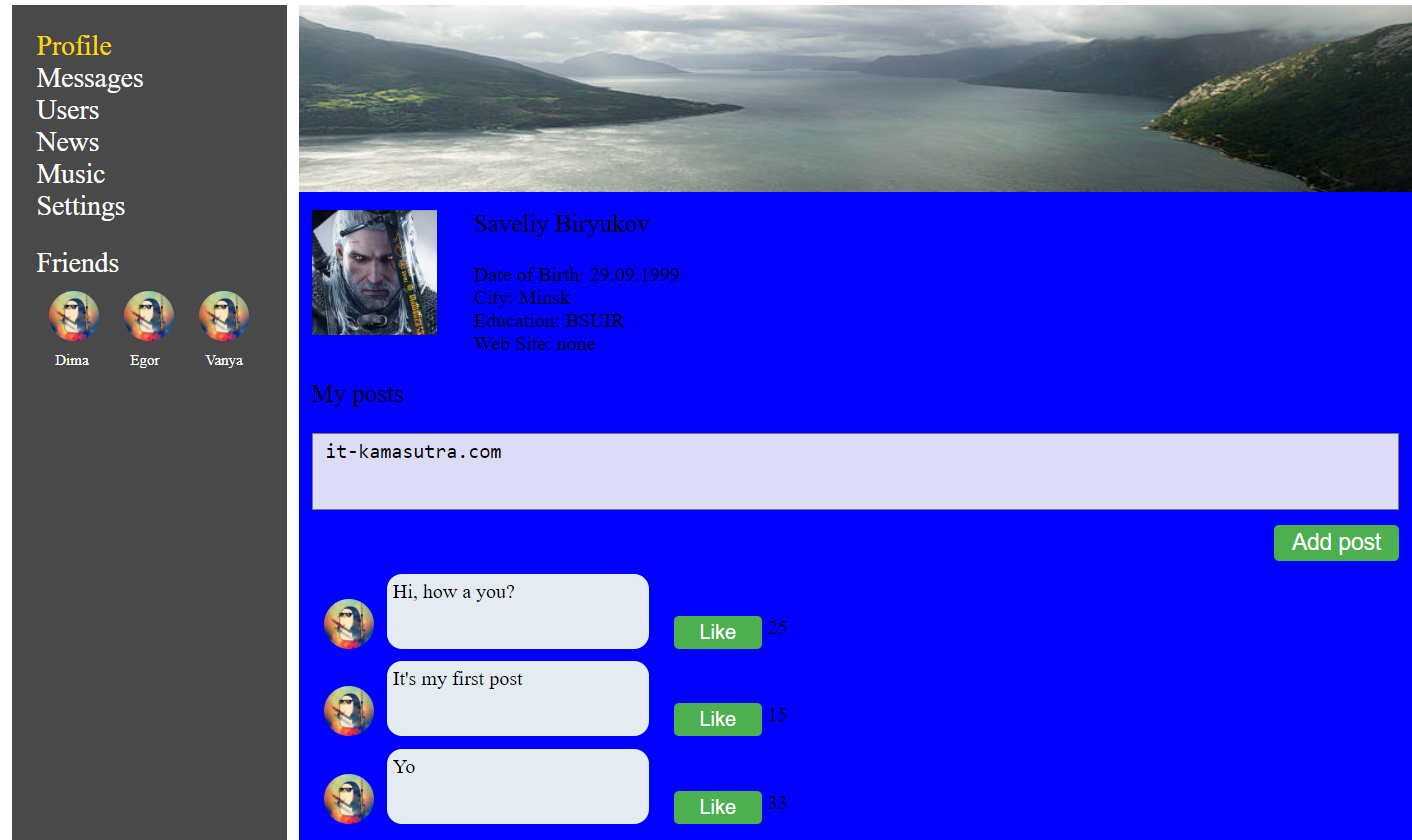 Profile
Messages
Users
News
Music
Settings
Friends
Dima Egor Vanya
Saveliy Biryukov
Date of Birth: 29.09.1999
City: Minsk
Education: BSUIR
Web Site: none
My posts
it-kamasutra.com
Add post
Hi, how a you?
Like 25
It's my first post
Like 15
Yo
Like 33